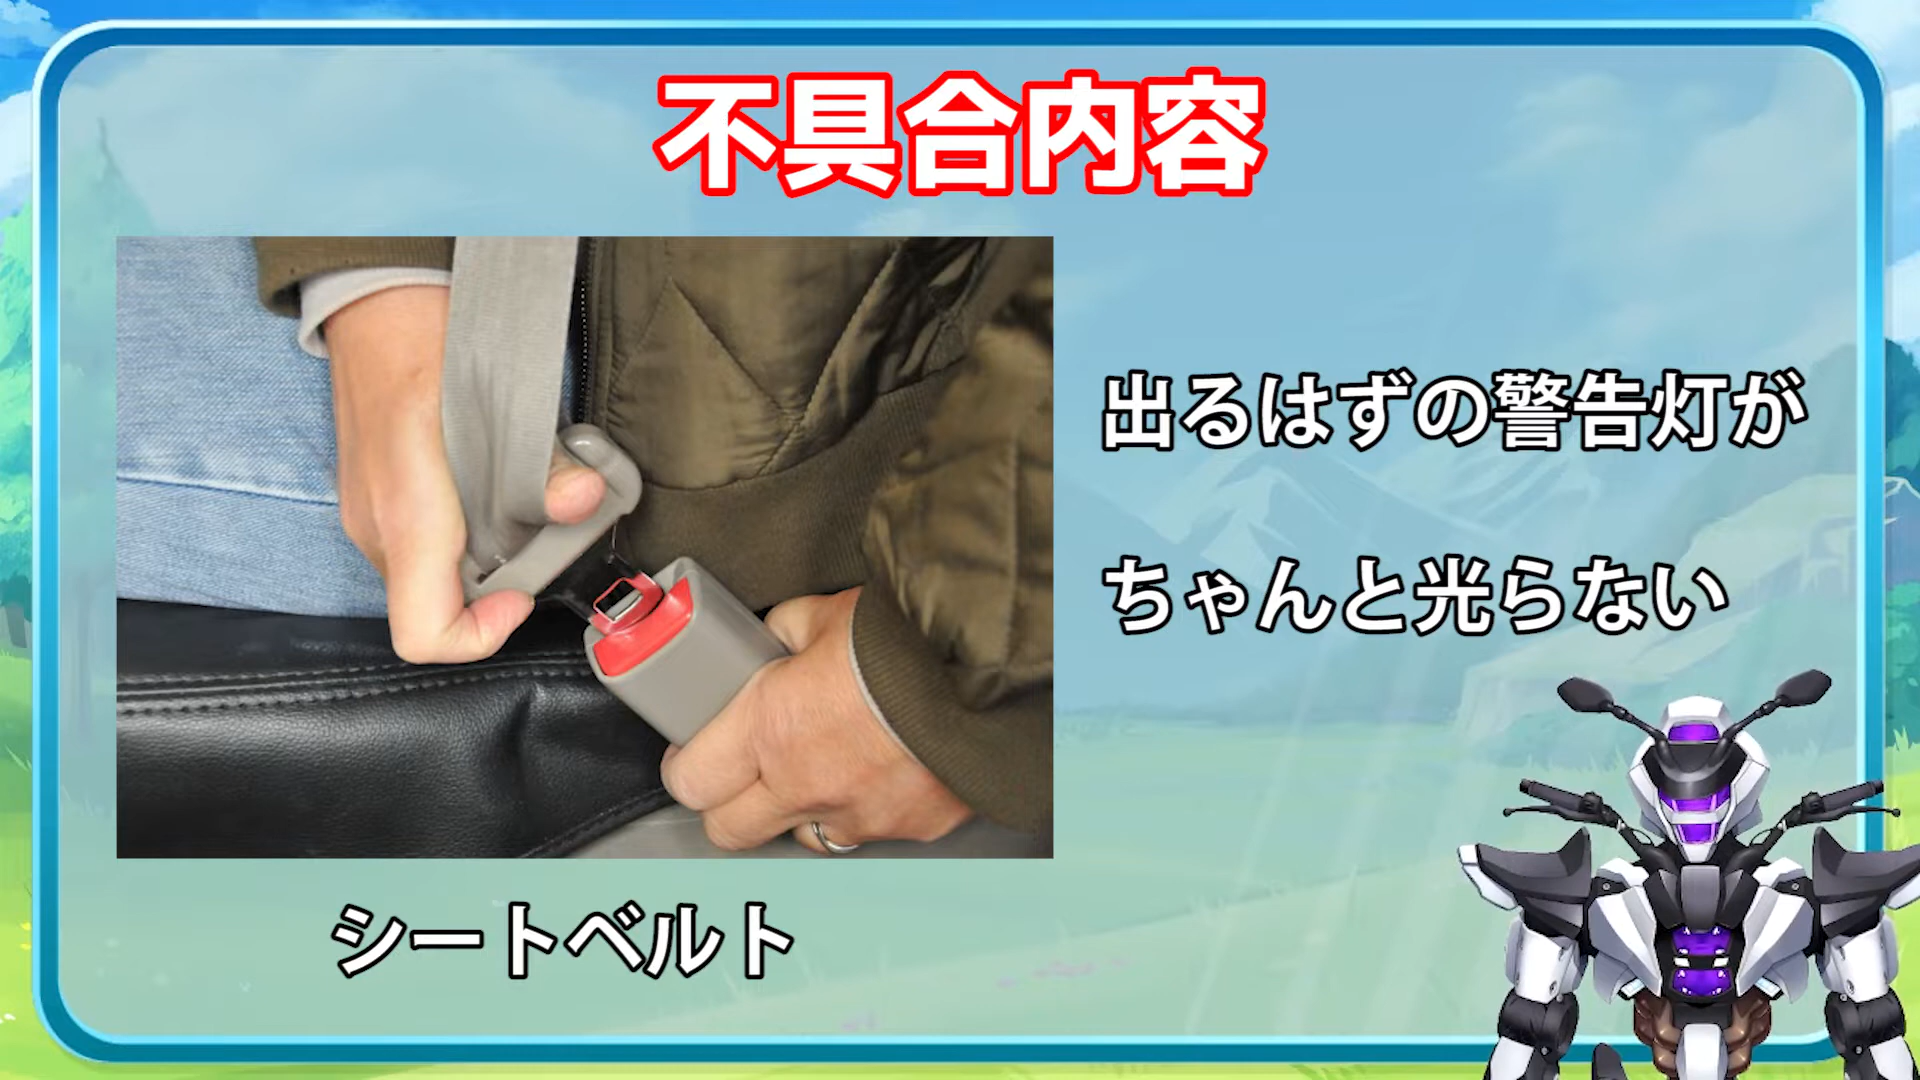 不具合内容
出るはずの警告灯が
ちゃんと光らない
シートベルト